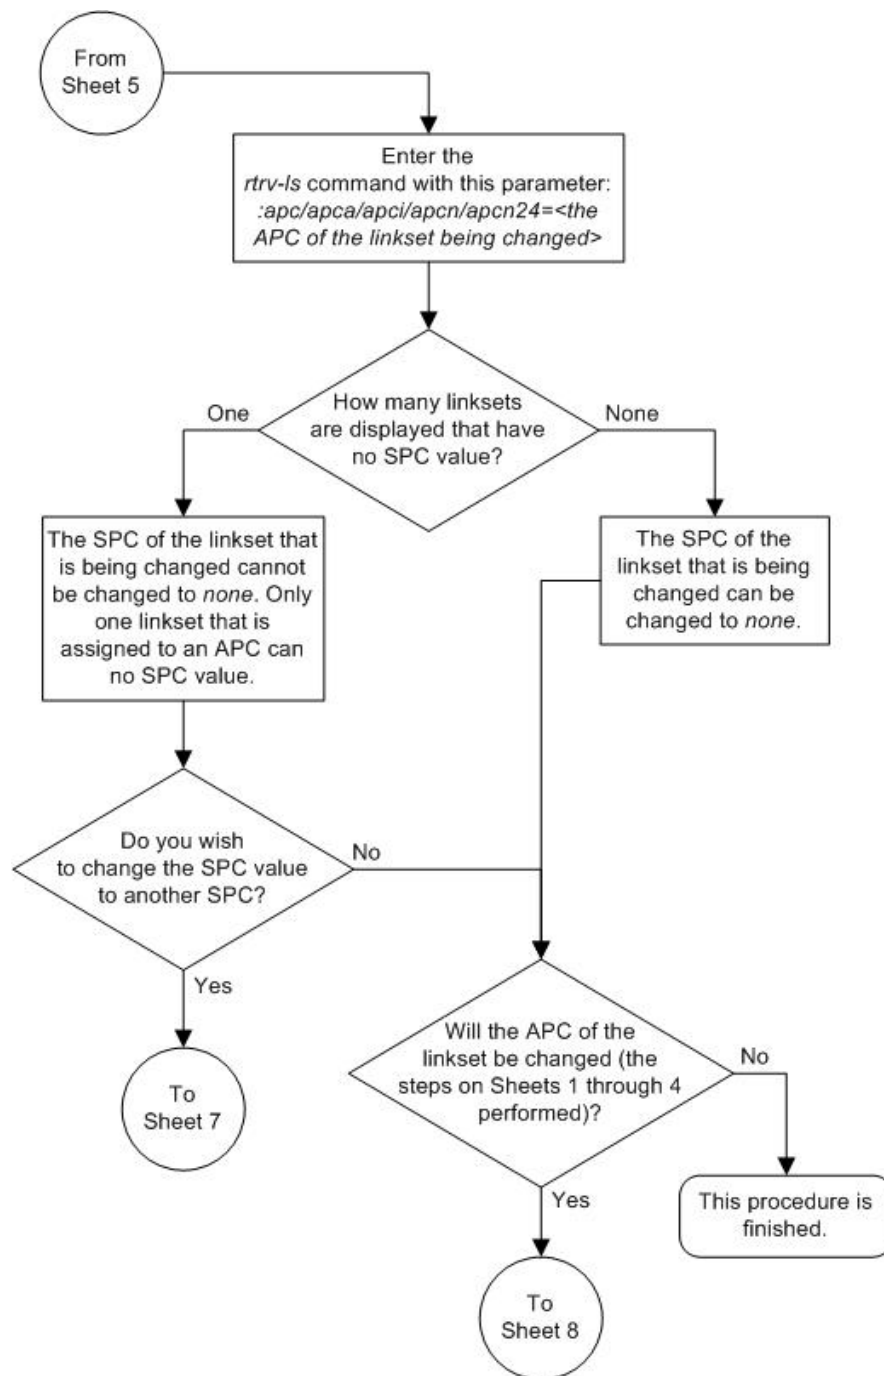 From
Sheet 5
Enter the
rtrv-ls command with this parameter:
:apc/apca/apci/apcn/apcn24=<the
APC of the linkset being changed>
How many linksets
are displayed that have
no SPC value?
One
None
The SPC of the linkset that
is being changed cannot
be changed to none. Only
one linkset that is
assigned to an APC can
no SPC value.
The SPC of the
linkset that is being
changed can be
changed to none.
Do you wish
to change the SPC value
to another SPC?
No
Yes
To
Sheet 7
Will the APC of the
linkset be changed (the
steps on Sheets 1 through 4
performed)?
No
Yes
This procedure is
finished.
To
Sheet 8